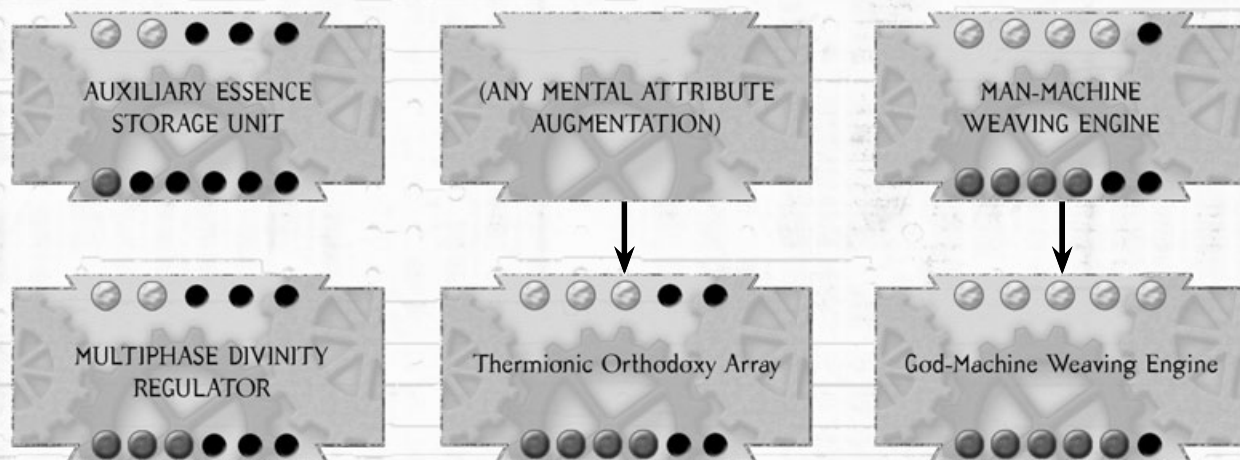 AUXILIARY ESSENCE
STORAGE UNIT
(ANY MENTAL ATTRIBUTE
AUGMENTATION)
MAN-MACHINE
WEAVING ENGINE
MULTIPHASE DIVINITY
REGULATOR
Thermionic Orthodoxy Array
God-Machine Weaving Engine